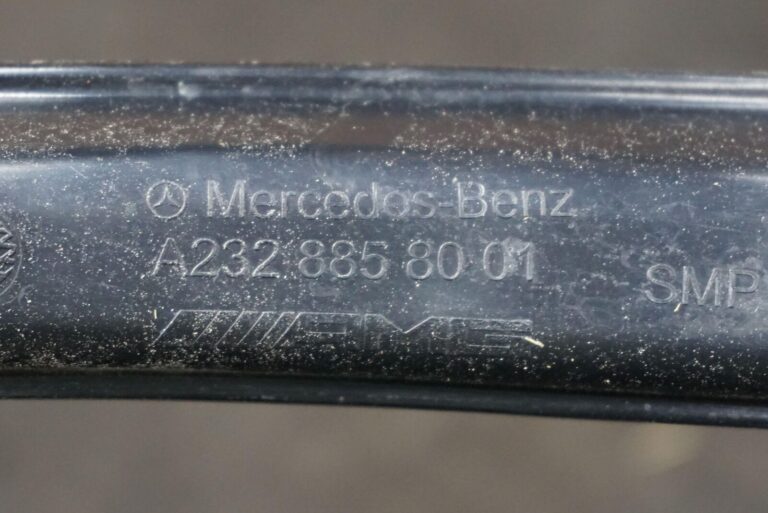 Mercedes-Benz
A232 885 80 01
AMG
SMP